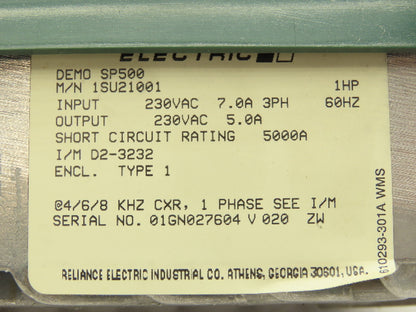 ELECTRIC
DEMO SP500
M/N 1SU21001 1HP
INPUT 230VAC 7.0A 3PH 60HZ
OUTPUT 230VAC 5.0A
SHORT CIRCUIT RATING 5000A
I/M D2-3232
ENCL. TYPE 1
@4/6/8 KHZ CXR, 1 PHASE SEE I/M
SERIAL NO. 01GN027604 V 020 ZW
RELIANCE ELECTRIC INDUSTRIAL CO. ATHENS, GEORGIA 30601, U.S.A.
610293-301A WMS